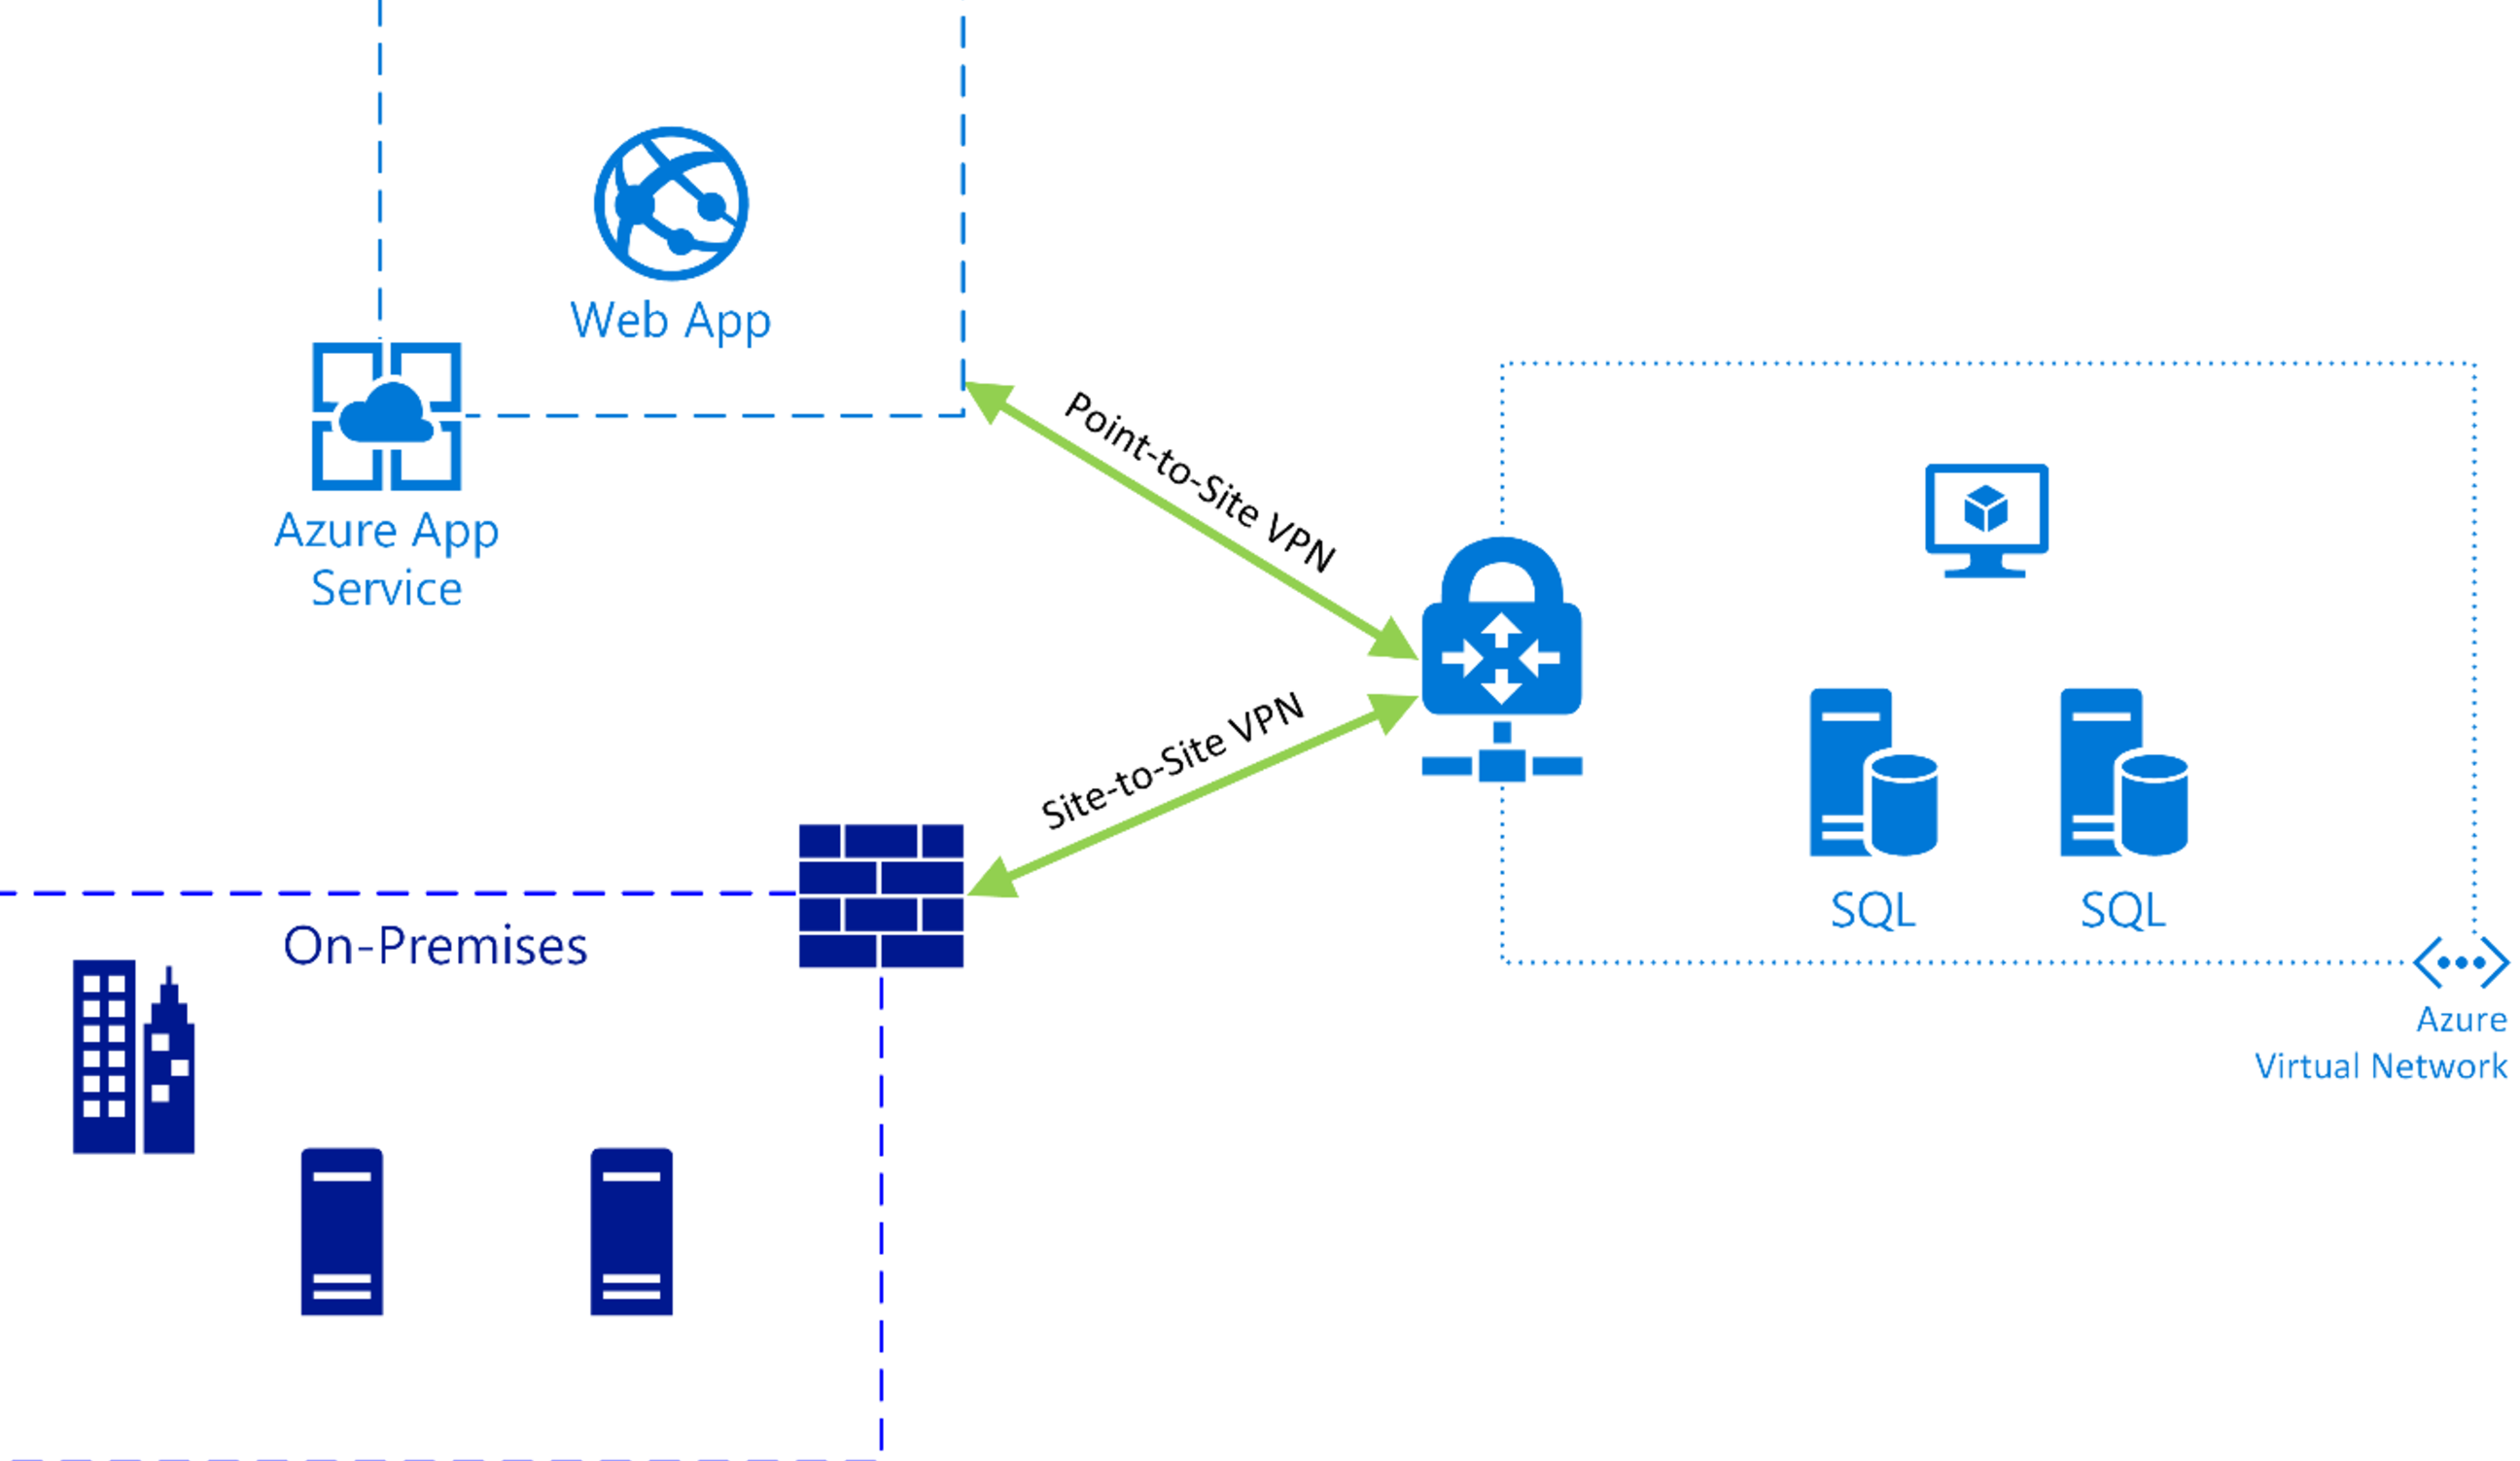 Web App
Azure App
Service
Point-to-Site VPN
Site-to-Site VPN
On-Premises
SQL
SQL
Azure
Virtual Network